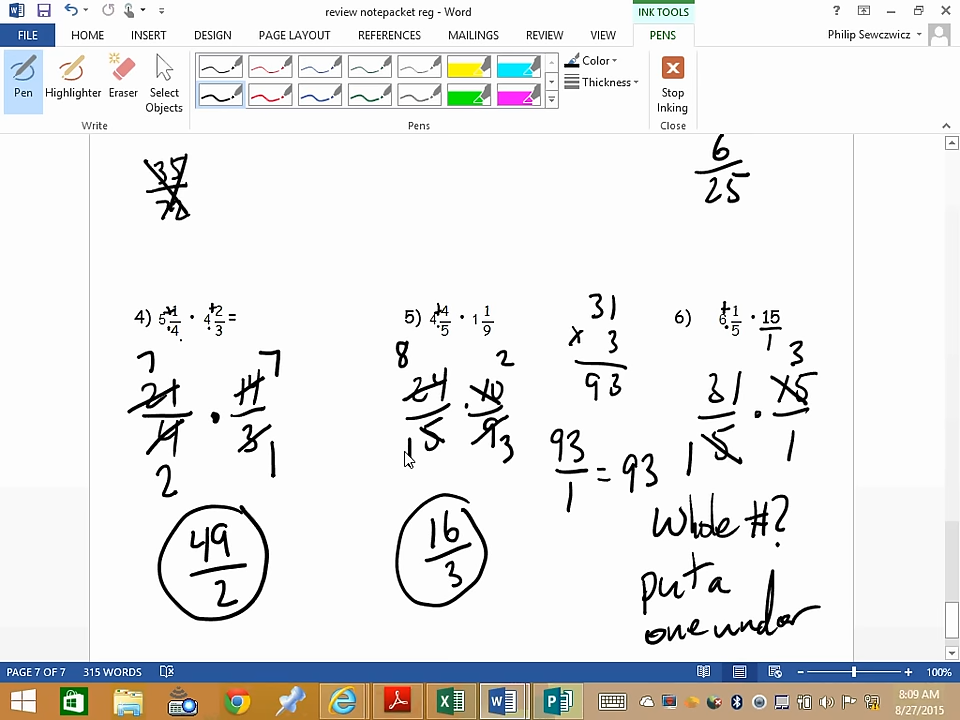 review notepacket reg - Word
INK TOOLS
FILE HOME INSERT DESIGN PAGE LAYOUT REFERENCES MAILINGS REVIEW VIEW PENS
Philip Sewczwicz
Pen Highlighter Eraser Select Objects
Color
Thickness
Stop Inking
Write Pens Close
35/72
6/25
4) 5 1/4 · 4 2/3 =
7 7
21/4 · 14/3
2 1
49/2
5) 4 4/5 · 1 1/9
8 2
24/5 · 10/9
1 3
16/3
31
x 3
93
93/1 = 93
6) 6 1/5 · 15/1
3
31/5 · 15/1
1
Whole #?
put a
one under
PAGE 7 OF 7 315 WORDS
100%
8:09 AM
8/27/2015